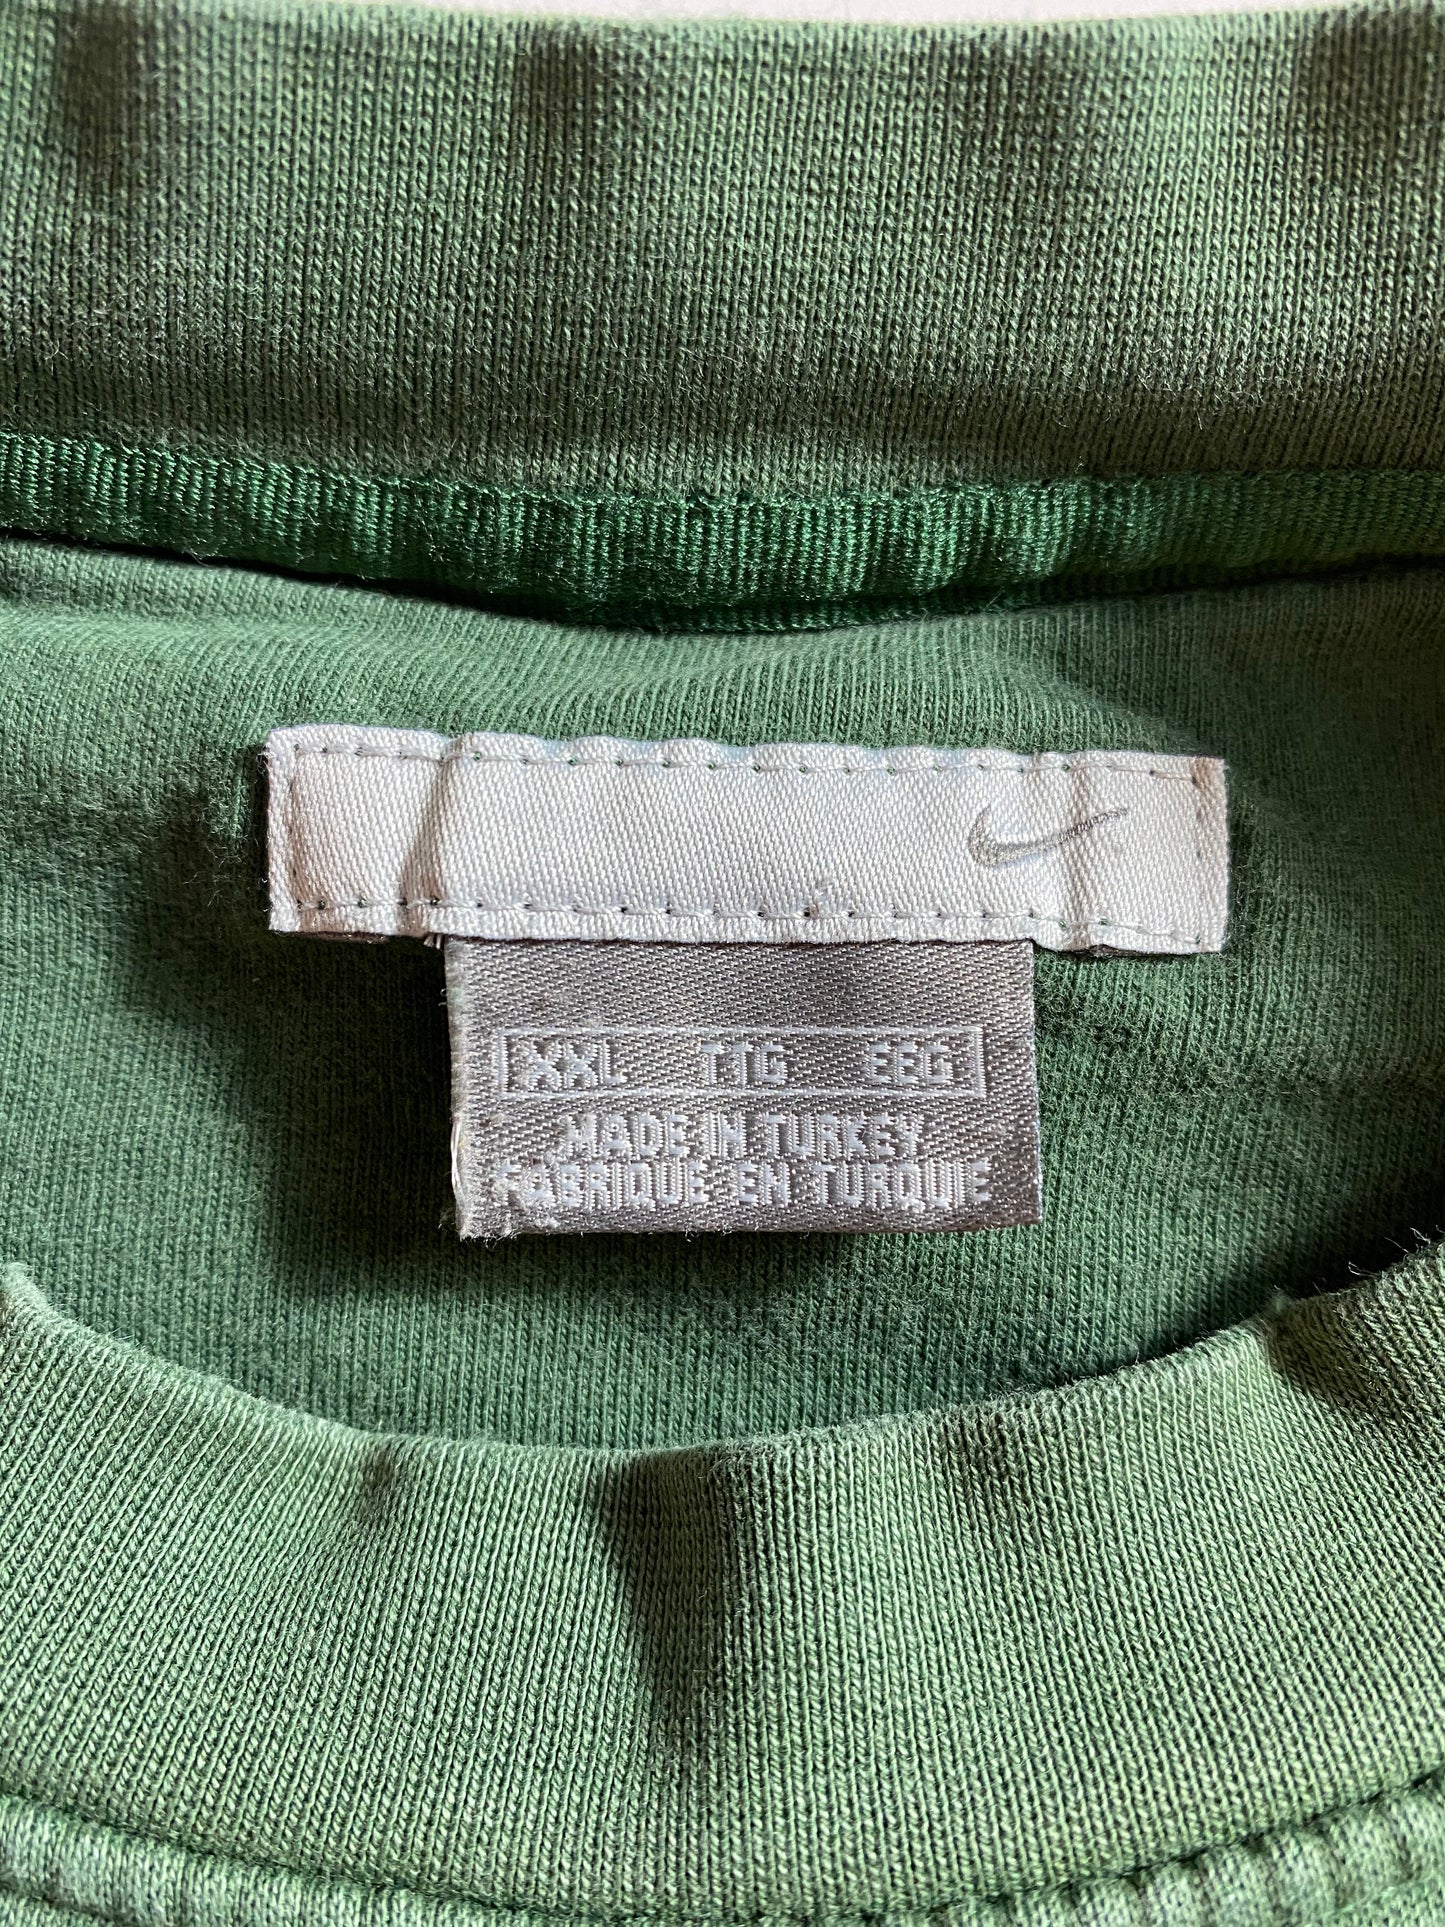 XXL TTG EEG
MADE IN TURKEY
FABRIQUE EN TURQUIE